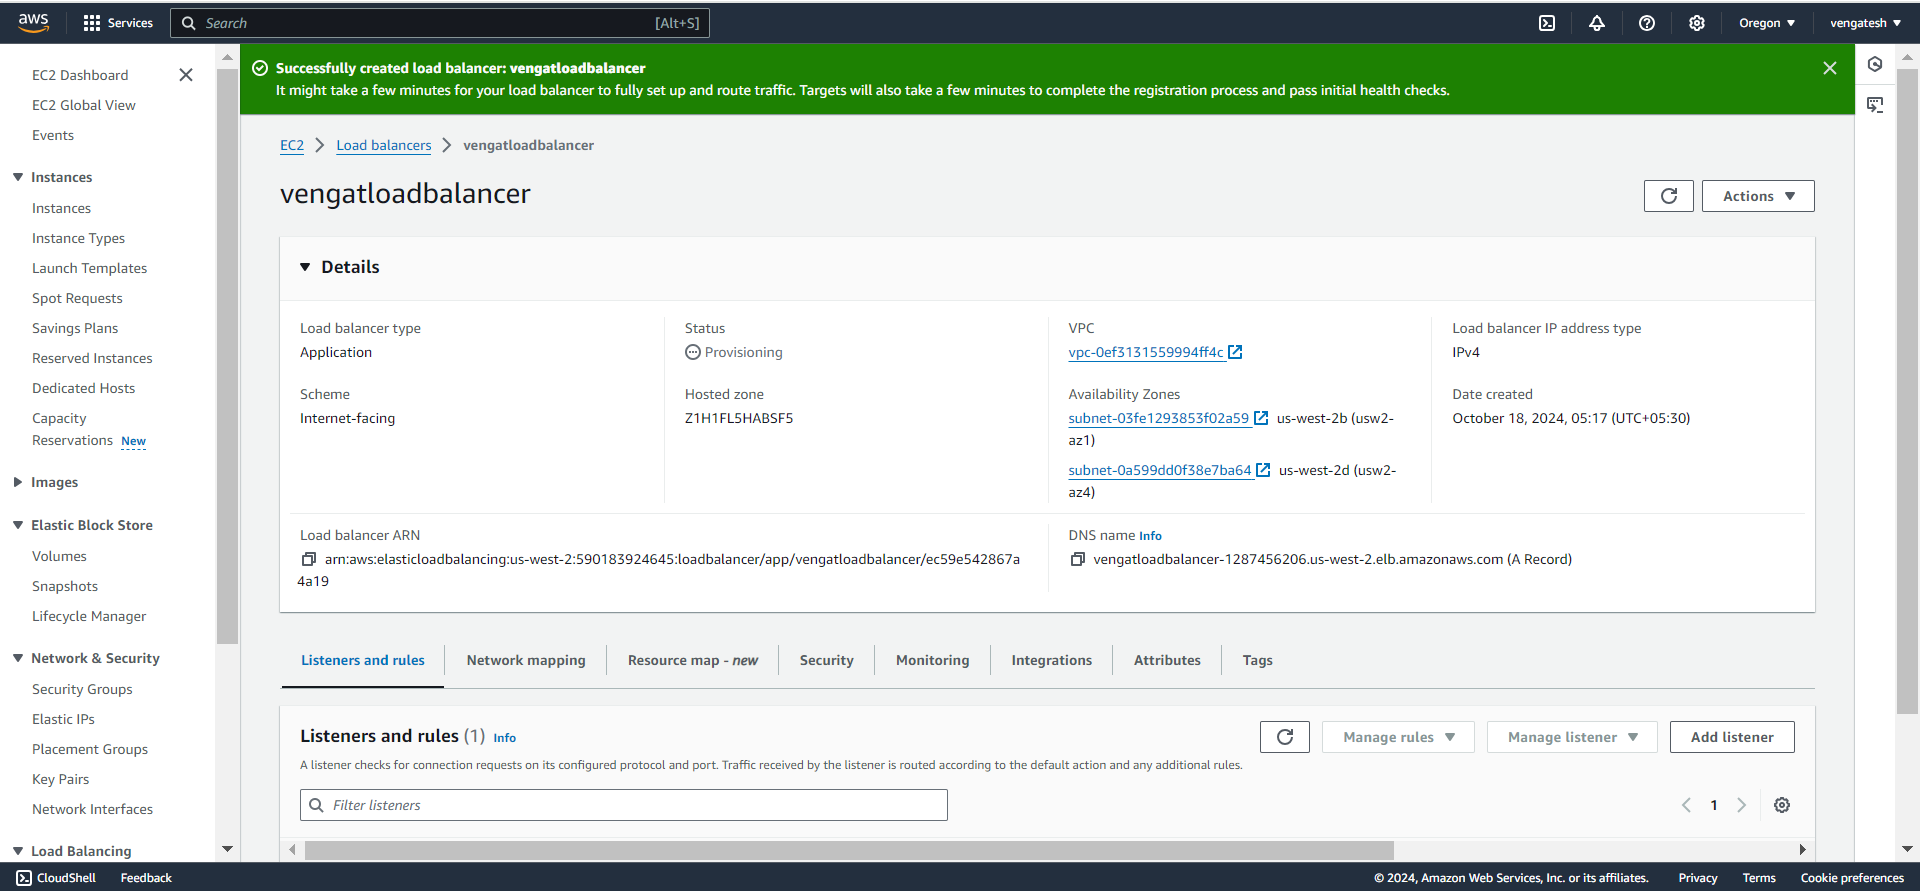 aws
Services
Search
[Alt+S]
Oregon
vengatesh
EC2 Dashboard
EC2 Global View
Events
Instances
Instances
Instance Types
Launch Templates
Spot Requests
Savings Plans
Reserved Instances
Dedicated Hosts
Capacity
Reservations New
Images
Elastic Block Store
Volumes
Snapshots
Lifecycle Manager
Network & Security
Security Groups
Elastic IPs
Placement Groups
Key Pairs
Network Interfaces
Load Balancing
Successfully created load balancer: vengatloadbalancer
It might take a few minutes for your load balancer to fully set up and route traffic. Targets will also take a few minutes to complete the registration process and pass initial health checks.
EC2
Load balancers
vengatloadbalancer
vengatloadbalancer
Actions
Details
Load balancer type
Application
Status
Provisioning
VPC
vpc-0ef3131559994ff4c
Load balancer IP address type
IPv4
Scheme
Internet-facing
Hosted zone
Z1H1FL5HABSF5
Availability Zones
subnet-03fe1293853f02a59 us-west-2b (usw2-
az1)
subnet-0a599dd0f38e7ba64 us-west-2d (usw2-
az4)
Date created
October 18, 2024, 05:17 (UTC+05:30)
Load balancer ARN
arn:aws:elasticloadbalancing:us-west-2:590183924645:loadbalancer/app/vengatloadbalancer/ec59e542867a
4a19
DNS name Info
vengatloadbalancer-1287456206.us-west-2.elb.amazonaws.com (A Record)
Listeners and rules
Network mapping
Resource map - new
Security
Monitoring
Integrations
Attributes
Tags
Listeners and rules (1) Info
Manage rules
Manage listener
Add listener
A listener checks for connection requests on its configured protocol and port. Traffic received by the listener is routed according to the default action and any additional rules.
Filter listeners
1
CloudShell
Feedback
© 2024, Amazon Web Services, Inc. or its affiliates.
Privacy
Terms
Cookie preferences